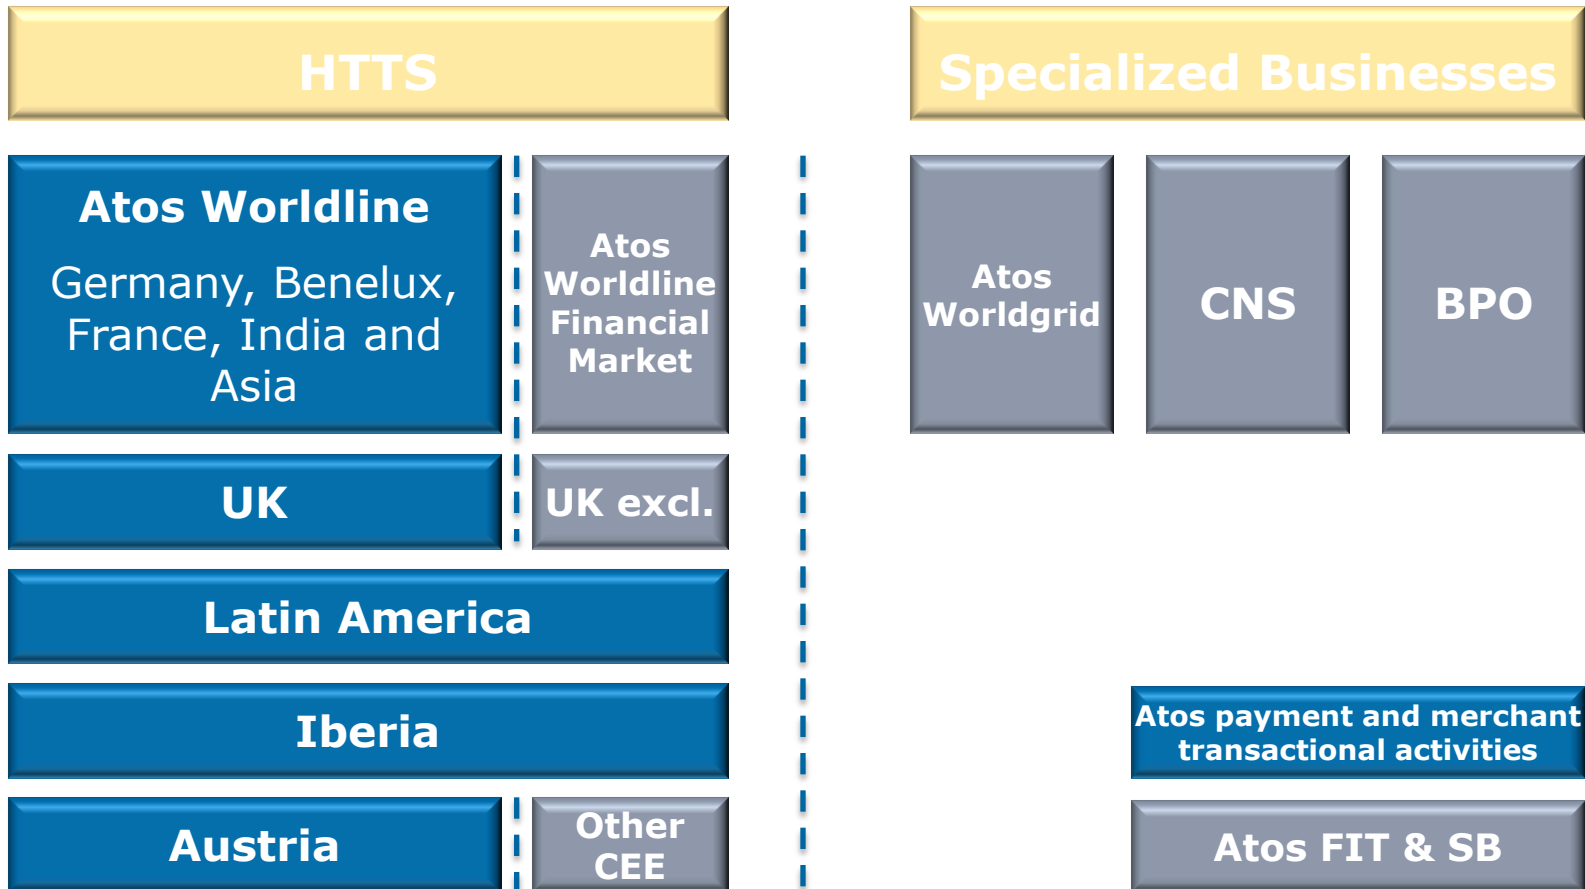 HTTS
Specialized Businesses
Atos Worldline
Germany, Benelux,
France, India and
Asia
Atos
Worldline
Financial
Market
Atos
Worldgrid
CNS
BPO
UK
UK excl.
Latin America
Iberia
Atos payment and merchant
transactional activities
Austria
Other
CEE
Atos FIT & SB